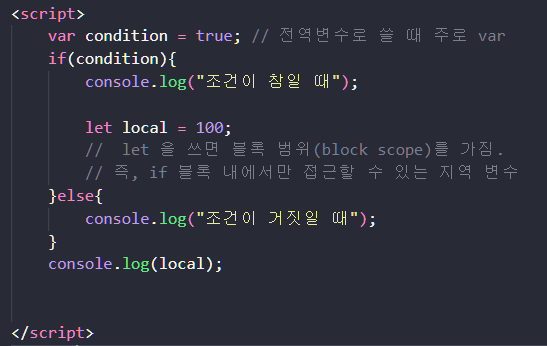 <script>
var condition = true; // 전역변수로 쓸 때 주로 var
if(condition){
console.log("조건이 참일 때");
let local = 100;
//  let 을 쓰면 블록 범위(block scope)를 가짐.
// 즉, if 블록 내에서만 접근할 수 있는 지역 변수
}else{
console.log("조건이 거짓일 때");
}
console.log(local);
</script>